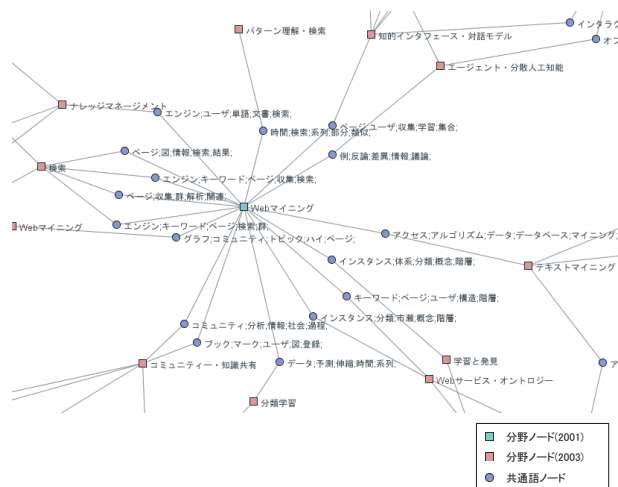 パターン理解・検索
インタラク
知的インタフェース・対話モデル
オフ
エージェント・分散人工知能
ナレッジマネージメント
エンジン;ユーザ;単語;文書;検索;
時間;検索;系列;部分;類似;
ページ;ユーザ;収集;学習;集合;
ページ;図;情報;検索;結果;
例;反論;差異;情報;議論;
検索
エンジン;キーワード;ページ;収集;検索;
ページ;収集;群;解析;関連;
Webマイニング
Webマイニング
エンジン;キーワード;ページ;検索;群;
グラフ;コミュニティ;トピック;ハイ;ページ;
アクセス;アルゴリズム;データ;データベース;マイニング;
インスタンス;体系;分類;概念;階層;
テキストマイニング
キーワード;ページ;ユーザ;構造;階層;
インスタンス;分類;市瀬;概念;階層;
コミュニティ;分析;情報;社会;過程;
ブック;マーク;ユーザ;図;登録;
コミュニティー・知識共有
データ;予測;伸縮;時間;系列;
学習と発見
ア
Webサービス・オントロジー
分類学習
分野ノード(2001)
分野ノード(2003)
共通語ノード